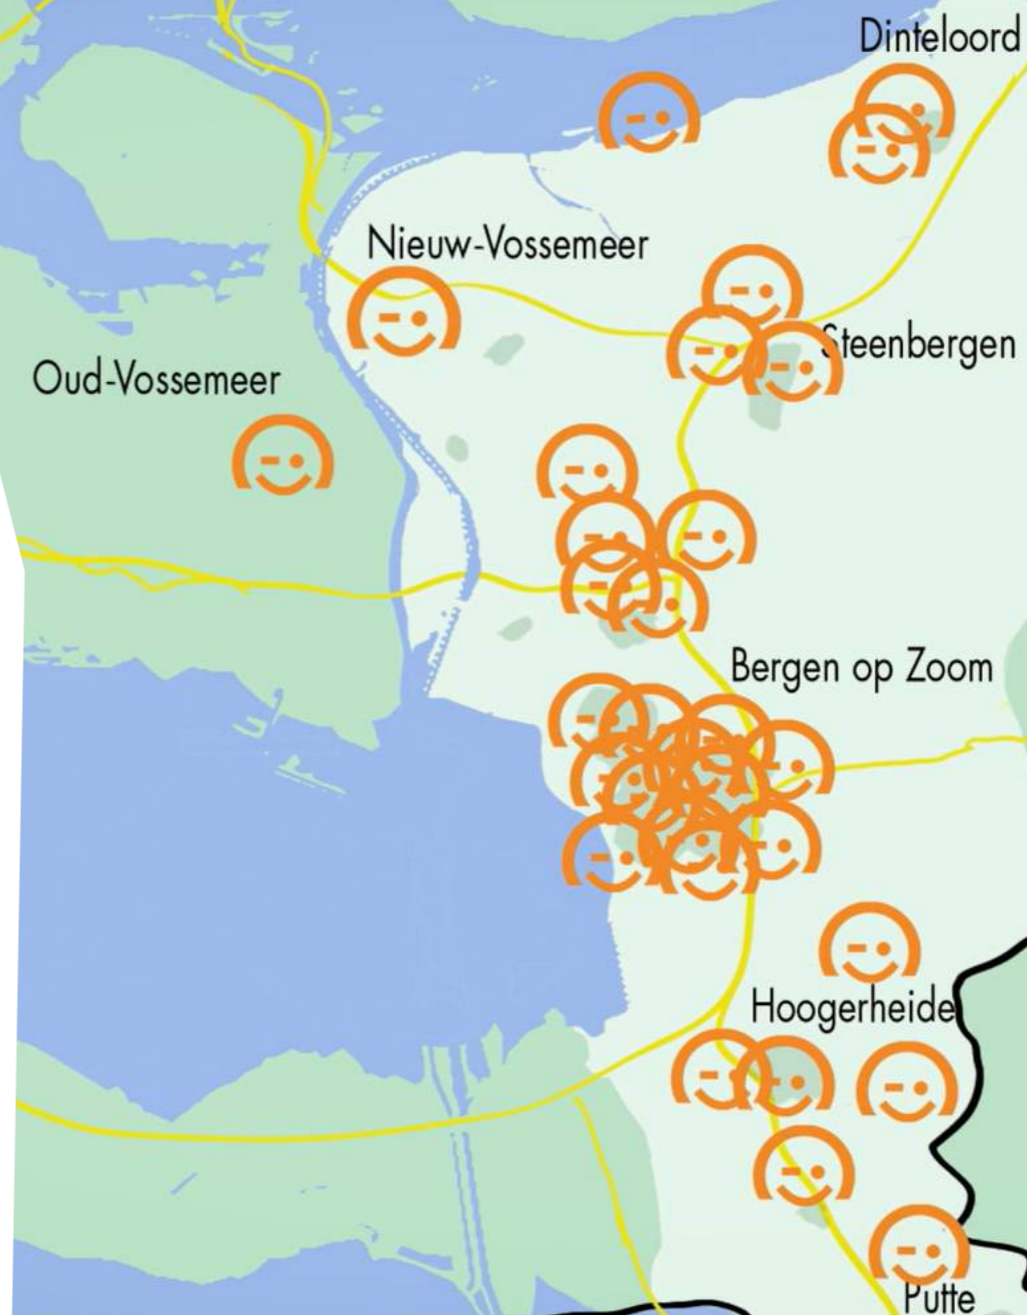 Dinteloord
Nieuw-Vossemeer
Steenbergen
Oud-Vossemeer
Bergen op Zoom
Hoogerheide
Putte